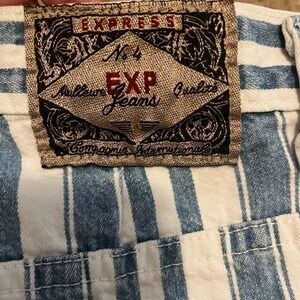 EXPRESS
No 4
EXP
Meilleure Jeans Qualité
Compagnie Internationale